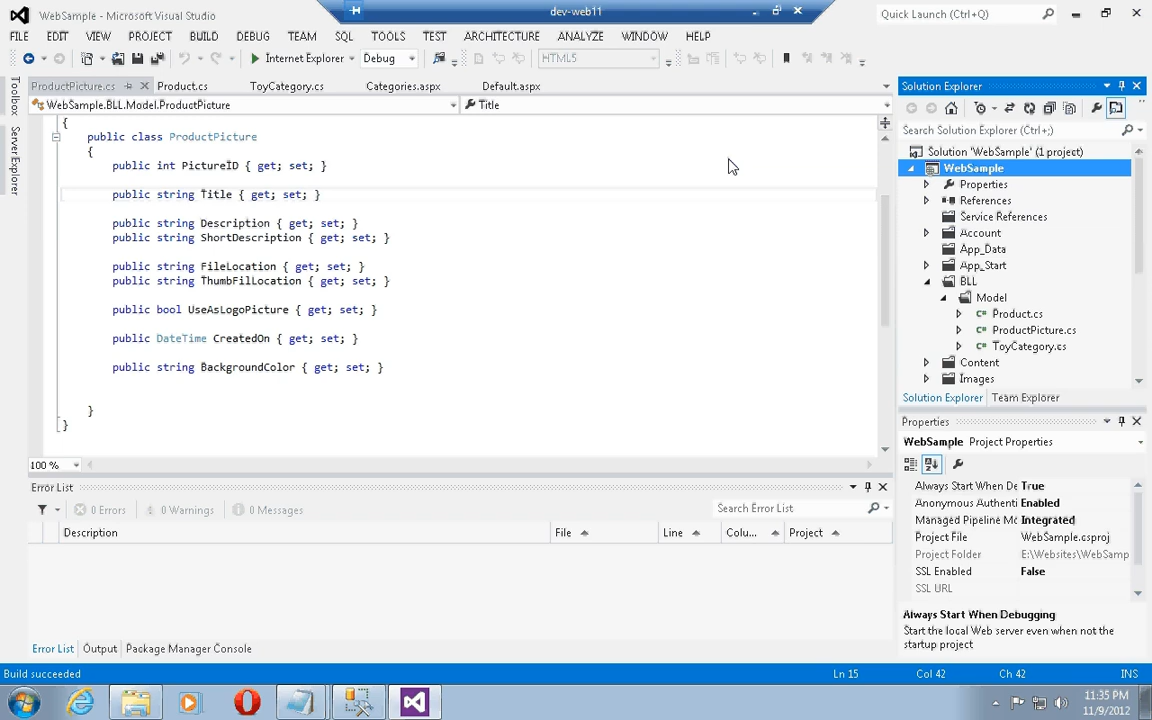 WebSample - Microsoft Visual Studio
dev-web11
Quick Launch (Ctrl+Q)
FILE EDIT VIEW PROJECT BUILD DEBUG TEAM SQL TOOLS TEST ARCHITECTURE ANALYZE WINDOW HELP
Internet Explorer Debug HTML5
Toolbox
Server Explorer
ProductPicture.cs Product.cs ToyCategory.cs Categories.aspx Default.aspx
WebSample.BLL.Model.ProductPicture Title
{
public class ProductPicture
{
public int PictureID { get; set; }
public string Title { get; set; }
public string Description { get; set; }
public string ShortDescription { get; set; }
public string FileLocation { get; set; }
public string ThumbFilLocation { get; set; }
public bool UseAsLogoPicture { get; set; }
public DateTime CreatedOn { get; set; }
public string BackgroundColor { get; set; }
}
}
100 %
Solution Explorer
Search Solution Explorer (Ctrl+;)
Solution 'WebSample' (1 project)
WebSample
Properties
References
Service References
Account
App_Data
App_Start
BLL
Model
C# Product.cs
C# ProductPicture.cs
C# ToyCategory.cs
Content
Images
Solution Explorer Team Explorer
Properties
WebSample Project Properties
Always Start When De True
Anonymous Authenti Enabled
Managed Pipeline Mo Integrated
Project File WebSample.csproj
Project Folder E:\Websites\WebSamp
SSL Enabled False
SSL URL
Always Start When Debugging
Start the local Web server even when not the
startup project
Error List
0 Errors 0 Warnings 0 Messages
Search Error List
Description File Line Colu... Project
Error List Output Package Manager Console
Build succeeded Ln 15 Col 42 Ch 42 INS
11:35 PM
11/9/2012